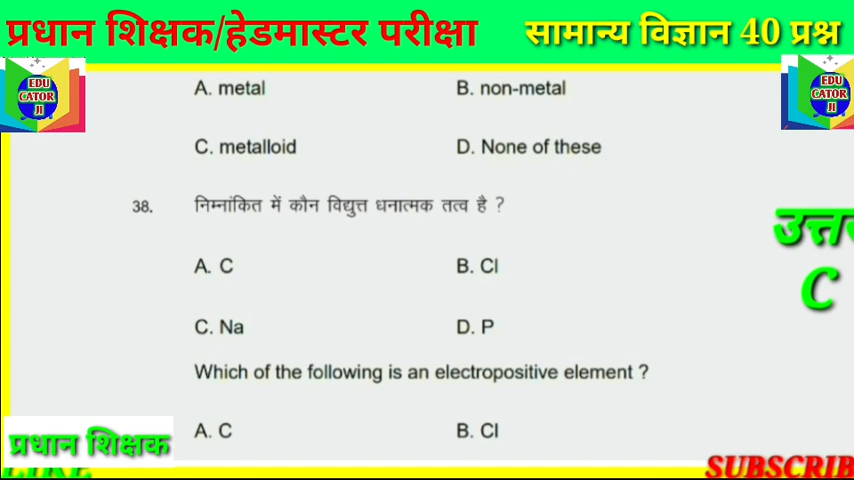 प्रधान शिक्षक/हेडमास्टर परीक्षा सामान्य विज्ञान 40 प्रश्न
EDU
CATOR
JI
EDU
CATOR
JI
A. metal B. non-metal
C. metalloid D. None of these
38. निम्नांकित में कौन विद्युत्त धनात्मक तत्व है ?
A. C B. Cl
C. Na D. P
उत्त
C
Which of the following is an electropositive element ?
A. C B. Cl
प्रधान शिक्षक
LIKE
SUBSCRIB